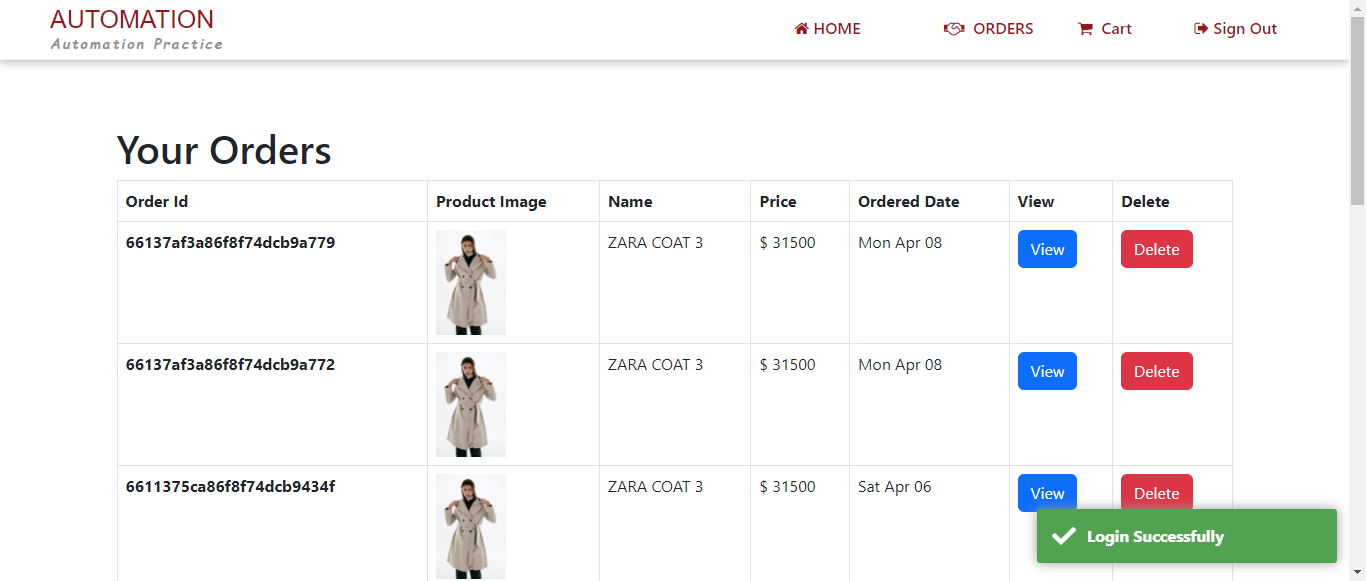 AUTOMATION
Automation Practice
HOME ORDERS Cart Sign Out
Your Orders
Order Id Product Image Name Price Ordered Date View Delete
66137af3a86f8f74dcb9a779 ZARA COAT 3 $ 31500 Mon Apr 08 View Delete
66137af3a86f8f74dcb9a772 ZARA COAT 3 $ 31500 Mon Apr 08 View Delete
6611375ca86f8f74dcb9434f ZARA COAT 3 $ 31500 Sat Apr 06 View Delete
Login Successfully